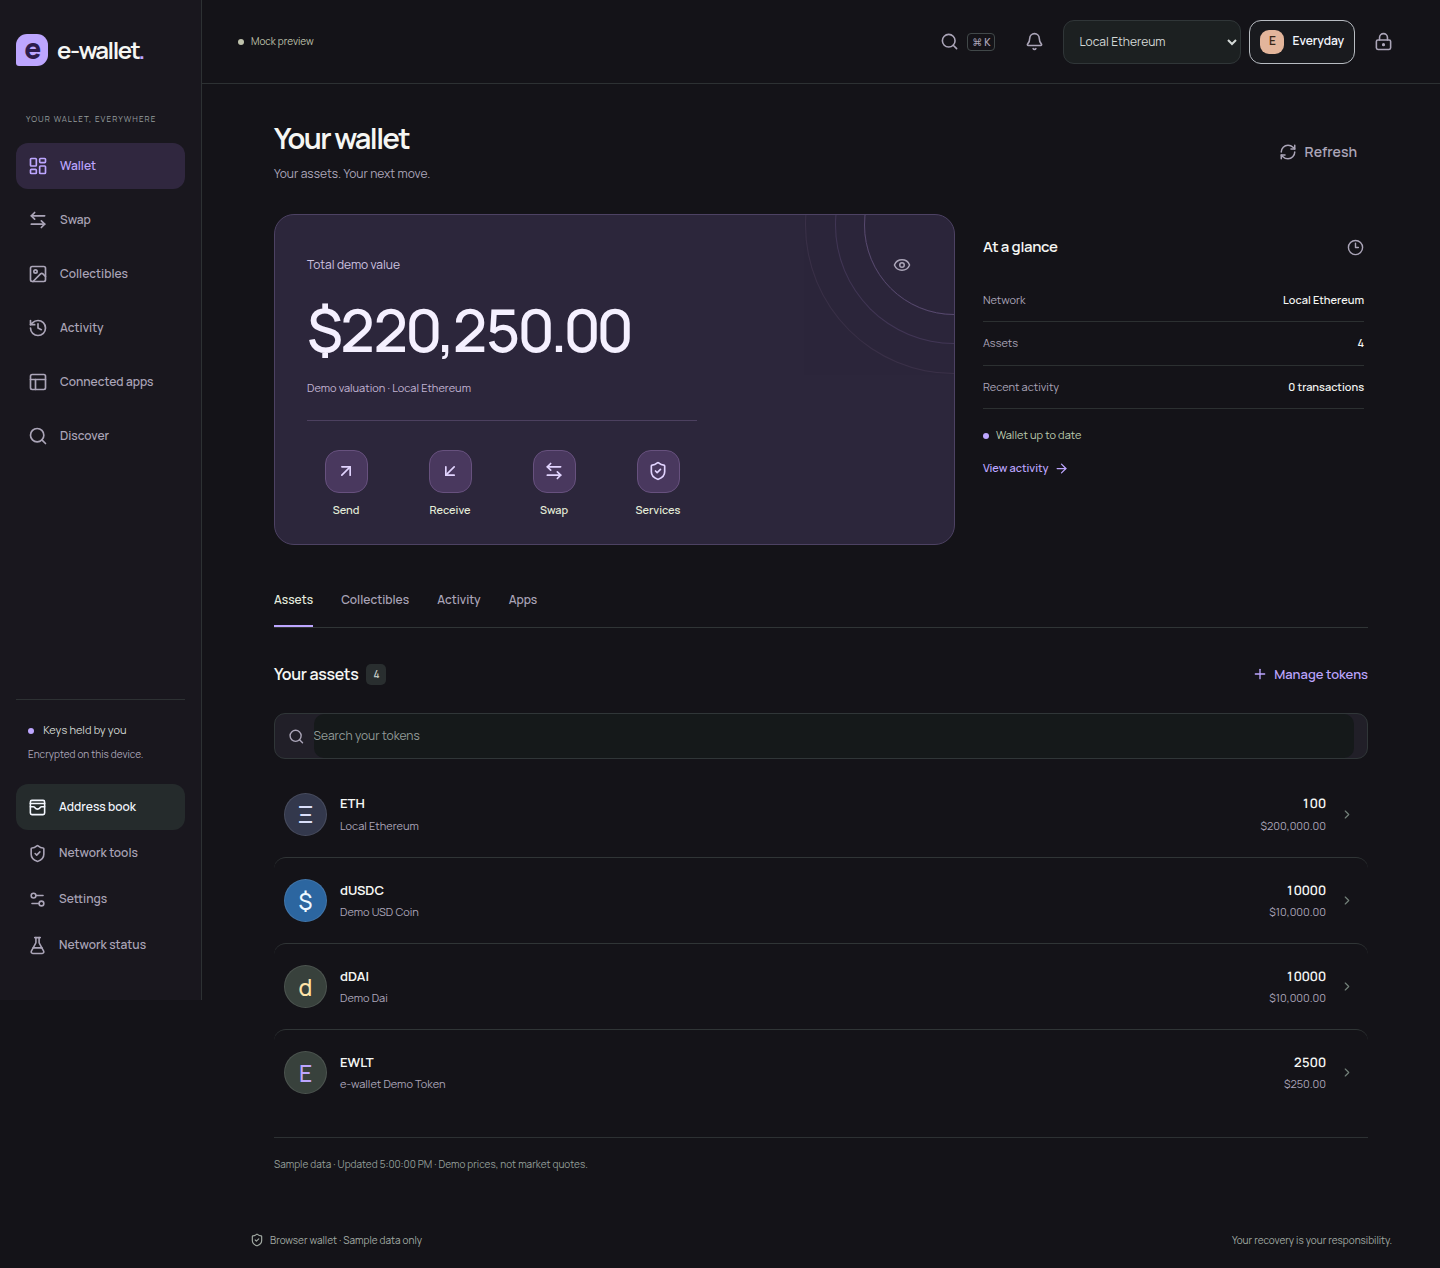 e e-wallet.
Mock preview
⌘ K
Local Ethereum
E Everyday
YOUR WALLET, EVERYWHERE
Wallet
Swap
Collectibles
Activity
Connected apps
Discover
Keys held by you
Encrypted on this device.
Address book
Network tools
Settings
Network status
Your wallet
Your assets. Your next move.
Refresh
Total demo value
$220,250.00
Demo valuation · Local Ethereum
Send
Receive
Swap
Services
At a glance
Network Local Ethereum
Assets 4
Recent activity 0 transactions
Wallet up to date
View activity
Assets Collectibles Activity Apps
Your assets 4
Manage tokens
Search your tokens
Ξ ETH 100
Local Ethereum $200,000.00
$ dUSDC 10000
Demo USD Coin $10,000.00
d dDAI 10000
Demo Dai $10,000.00
E EWLT 2500
e-wallet Demo Token $250.00
Sample data · Updated 5:00:00 PM · Demo prices, not market quotes.
Browser wallet · Sample data only
Your recovery is your responsibility.